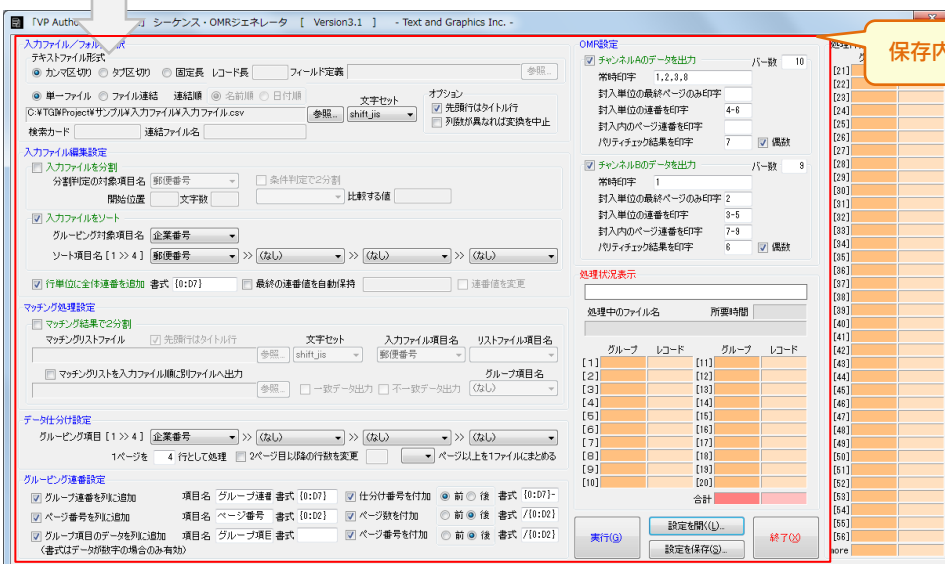 「VP Autho 」 シーケンス・OMRジェネレータ [ Version3.1 ] - Text and Graphics Inc. -
保存内
入力ファイル/フォル 択
テキストファイル形式
カンマ区切り タブ区切り 固定長 レコード長 フィールド定義 参照...
単一ファイル ファイル連結 連結順 名前順 日付順
文字セット
オプション
C:¥TGI¥Project¥サンプル¥入力ファイル¥入力ファイル.csv 参照... shift_jis
先頭行はタイトル行
列数が異なれば変換を中止
検索カード 連結ファイル名
入力ファイル編集設定
入力ファイルを分割
分割判定の対象項目名 郵便番号 条件判定で2分割
開始位置 文字数 比較する値
入力ファイルをソート
グルーピング対象項目名 企業番号
ソート項目名 [ 1 >> 4 ] 郵便番号 >> (なし) >> (なし) >> (なし)
行単位に全体連番を追加 書式 {0:D7} 最終の連番値を自動保持 連番値を変更
マッチング処理設定
マッチング結果で2分割
マッチングリストファイル 先頭行はタイトル行 文字セット 入力ファイル項目名 リストファイル項目名
参照... shift_jis 郵便番号
マッチングリストを入力ファイル順に別ファイルへ出力 グループ項目名
参照... 一致データ出力 不一致データ出力 (なし)
データ仕分け設定
グルーピング項目 [ 1 >> 4 ] 企業番号 >> (なし) >> (なし) >> (なし)
1ページを 4 行として処理 2ページ目以降の行数を変更 ページ以上を1ファイルにまとめる
グルーピング連番設定
グループ連番を列に追加 項目名 グループ連番 書式 {0:D7} 仕分け番号を付加 前 後 書式 {0:D7}-
ページ番号を列に追加 項目名 ページ番号 書式 {0:D2} ページ数を付加 前 後 書式 /{0:D2}
グループ項目のデータを列に追加 項目名 グループ項目 書式 ページ番号を付加 前 後 書式 /{0:D2}
(書式はデータが数字の場合のみ有効)
OMR設定
チャンネルAのデータを出力 バー数 10
常時印字 1,2,3,8
封入単位の最終ページのみ印字
封入単位の連番を印字 4-6
封入内のページ連番を印字
パリティチェック結果を印字 7 偶数
チャンネルBのデータを出力 バー数 9
常時印字 1
封入単位の最終ページのみ印字 2
封入単位の連番を印字 3-5
封入内のページ連番を印字 7-9
パリティチェック結果を印字 6 偶数
処理状況表示
処理中のファイル名 所要時間
グループ レコード グループ レコード
[ 1] [11]
[ 2] [12]
[ 3] [13]
[ 4] [14]
[ 5] [15]
[ 6] [16]
[ 7] [17]
[ 8] [18]
[ 9] [19]
[10] [20]
合計
実行(G) 設定を開く(L)... 終了(X)
設定を保存(S)...
[21]
[22]
[23]
[24]
[25]
[26]
[27]
[28]
[29]
[30]
[31]
[32]
[33]
[34]
[35]
[36]
[37]
[38]
[39]
[40]
[41]
[42]
[43]
[44]
[45]
[46]
[47]
[48]
[49]
[50]
[51]
[52]
[53]
[54]
[55]
[56]
more